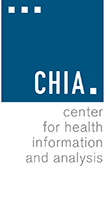 CHIA.
center
for health
information
and analysis